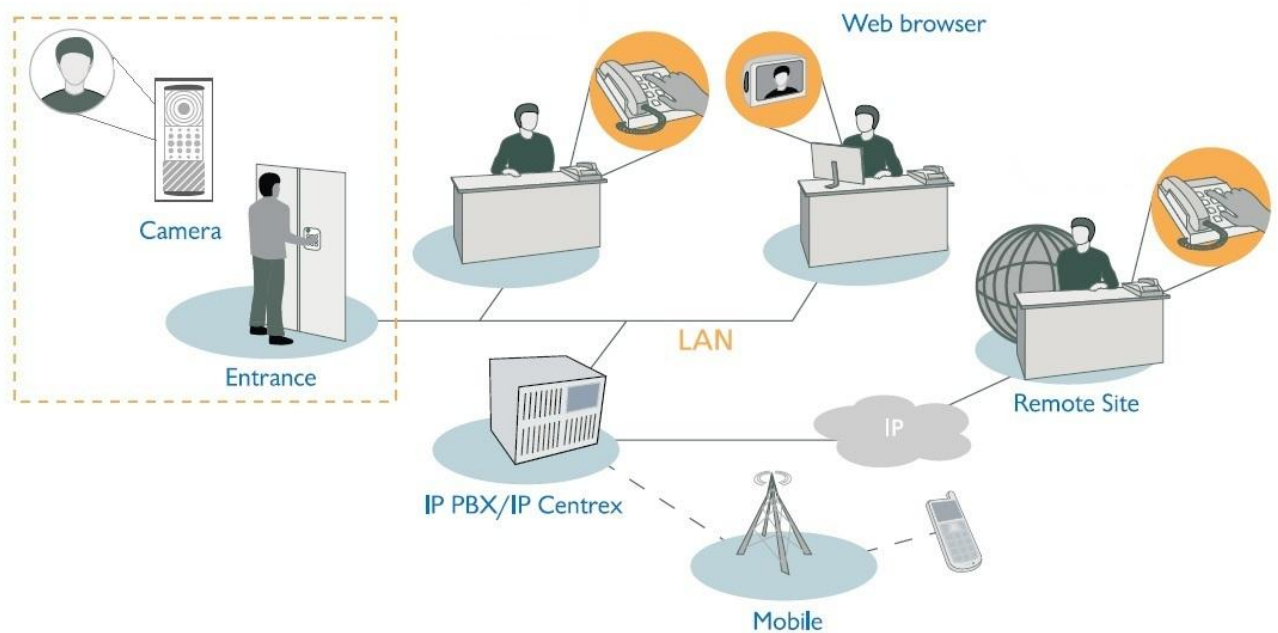 Web browser
Camera
LAN
Entrance
Remote Site
IP
IP PBX/IP Centrex
Mobile